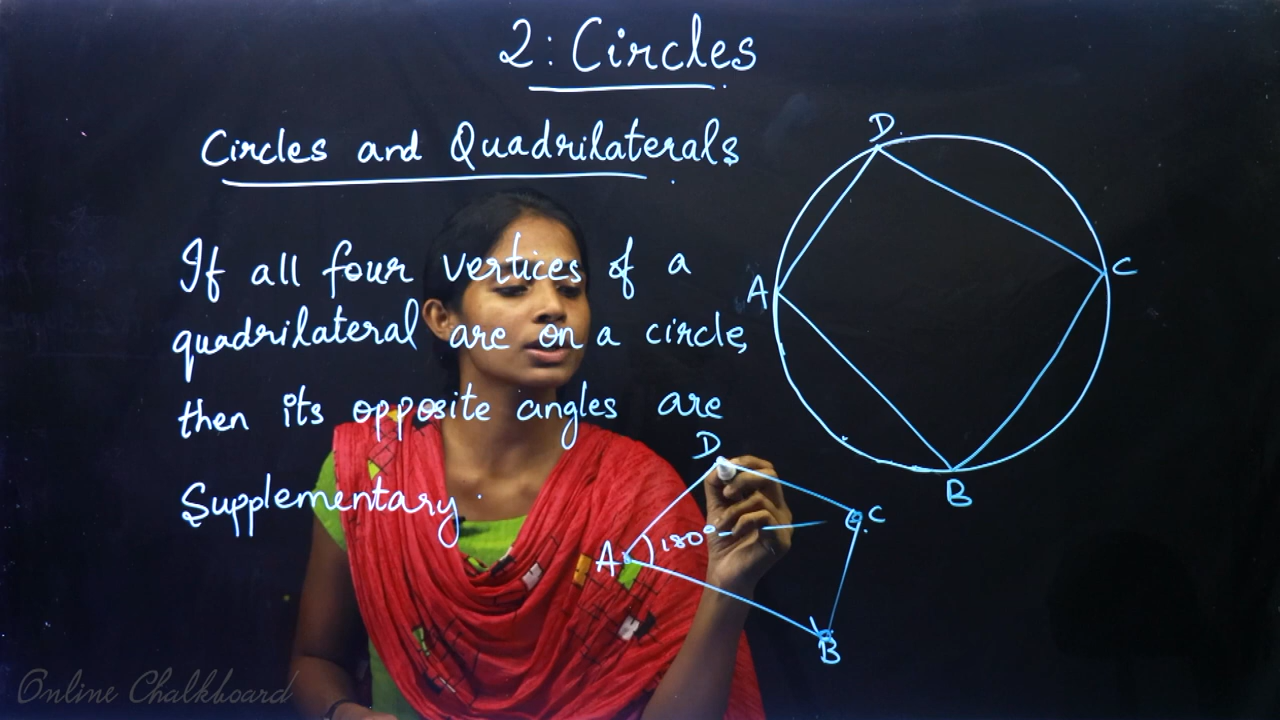 2: Circles
Circles and Quadrilaterals
If all four vertices of a
quadrilateral are on a circle,
then its opposite angles are
Supplementary.
D
A
C
B
D
A
180°
C
B
Online Chalkboard